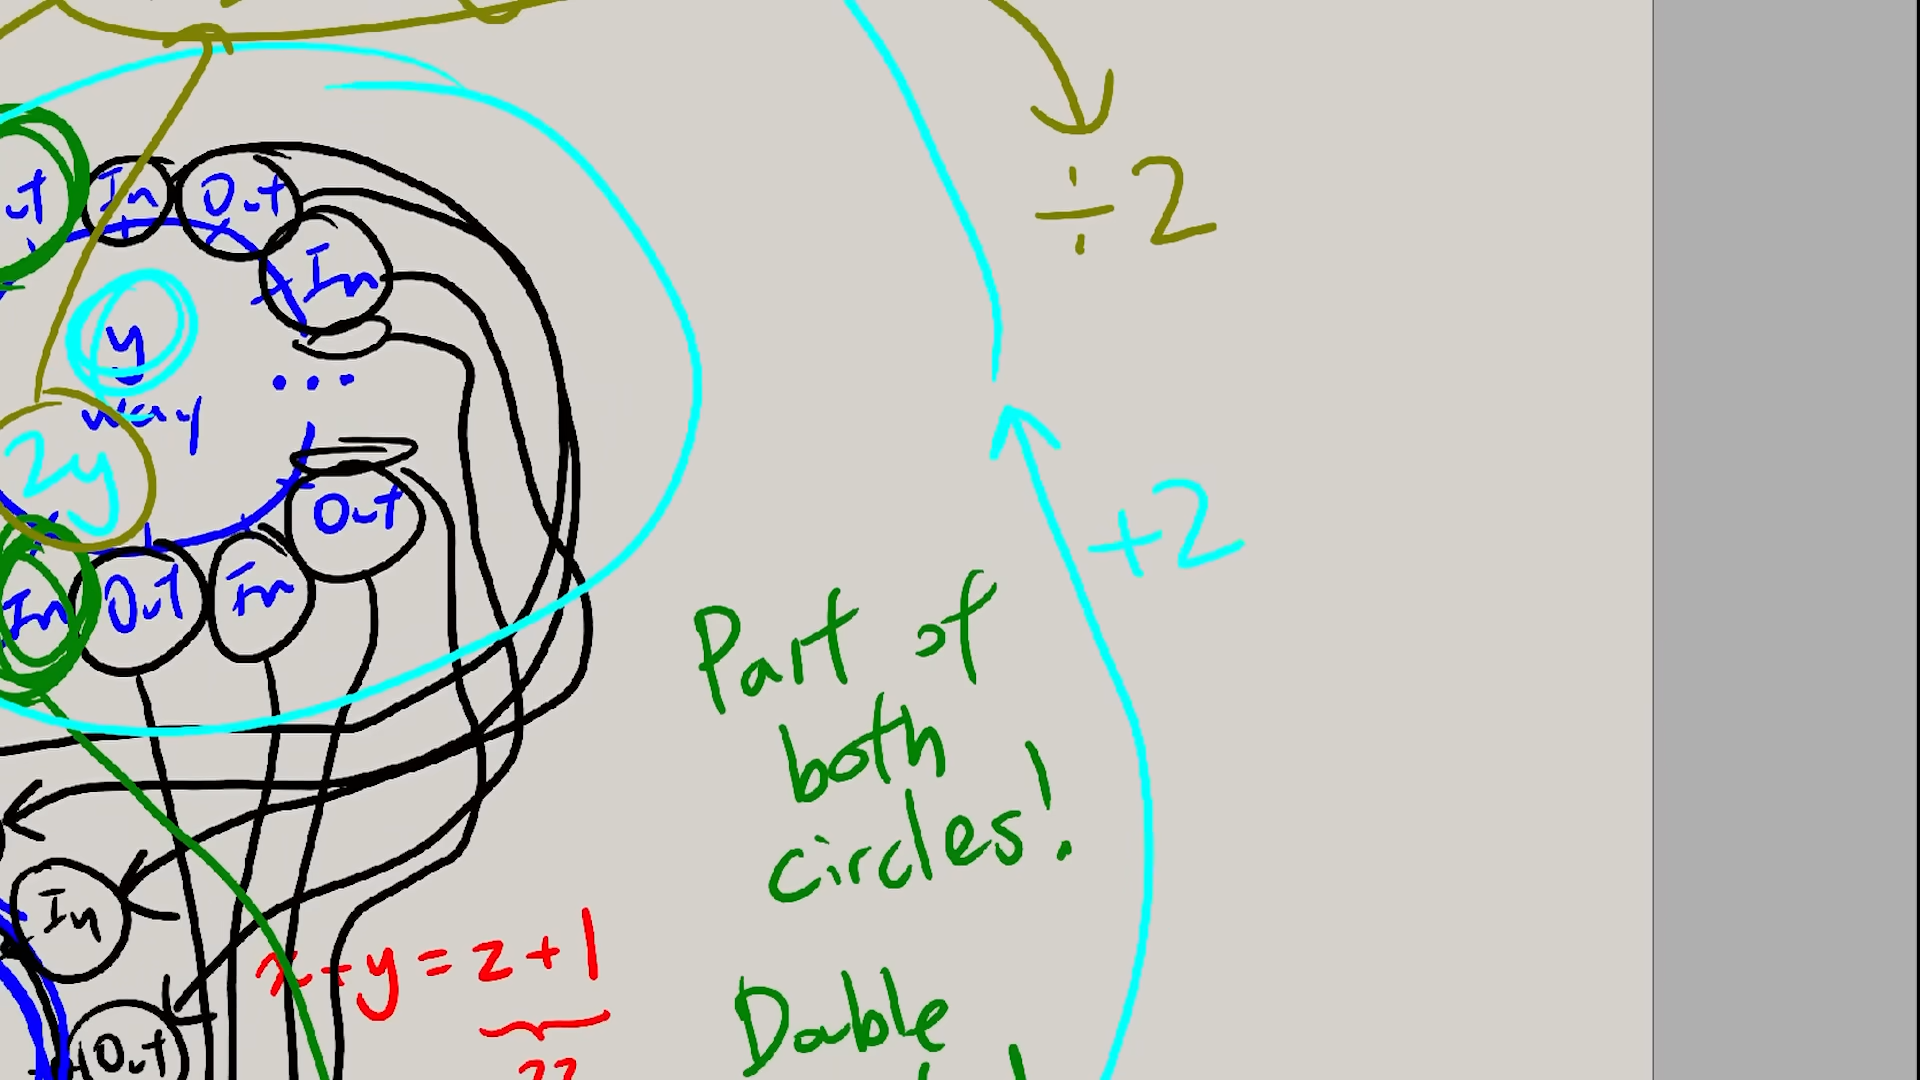 ÷2
ut In Out
In
y
way
...
2y
Out
In Out In
+2
Part of
both
circles!
In
x+y=z+1
Out
Double
??